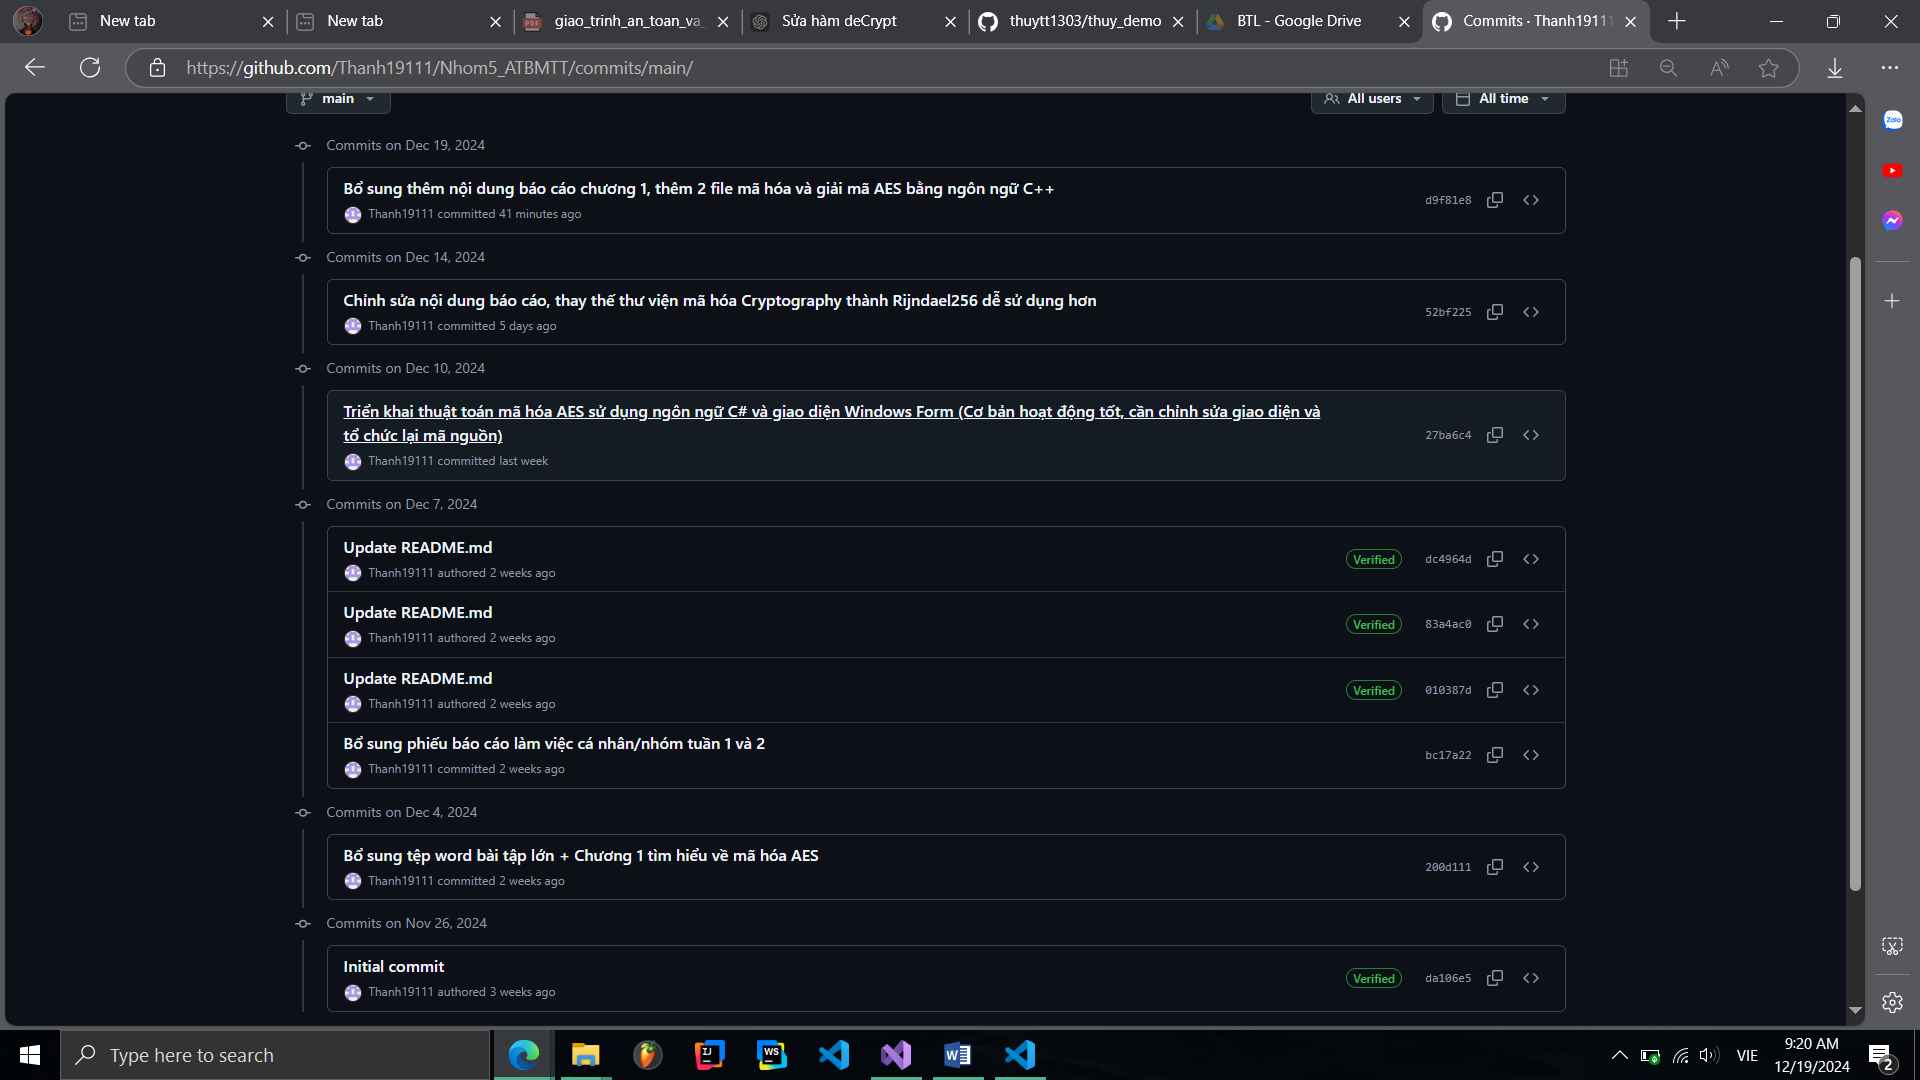 New tab
New tab
giao_trinh_an_toan_va_
Sửa hàm deCrypt
thuytt1303/thuy_demo
BTL - Google Drive
Commits · Thanh19111
https://github.com/Thanh19111/Nhom5_ATBMTT/commits/main/
main
All users
All time
Commits on Dec 19, 2024
Bổ sung thêm nội dung báo cáo chương 1, thêm 2 file mã hóa và giải mã AES bằng ngôn ngữ C++
Thanh19111 committed 41 minutes ago
d9f81e8
Commits on Dec 14, 2024
Chỉnh sửa nội dung báo cáo, thay thế thư viện mã hóa Cryptography thành Rijndael256 dễ sử dụng hơn
Thanh19111 committed 5 days ago
52bf225
Commits on Dec 10, 2024
Triển khai thuật toán mã hóa AES sử dụng ngôn ngữ C# và giao diện Windows Form (Cơ bản hoạt động tốt, cần chỉnh sửa giao diện và
tổ chức lại mã nguồn)
Thanh19111 committed last week
27ba6c4
Commits on Dec 7, 2024
Update README.md
Thanh19111 authored 2 weeks ago
Verified
dc4964d
Update README.md
Thanh19111 authored 2 weeks ago
Verified
83a4ac0
Update README.md
Thanh19111 authored 2 weeks ago
Verified
010387d
Bổ sung phiếu báo cáo làm việc cá nhân/nhóm tuần 1 và 2
Thanh19111 committed 2 weeks ago
bc17a22
Commits on Dec 4, 2024
Bổ sung tệp word bài tập lớn + Chương 1 tìm hiểu về mã hóa AES
Thanh19111 committed 2 weeks ago
200d111
Commits on Nov 26, 2024
Initial commit
Thanh19111 authored 3 weeks ago
Verified
da106e5
Type here to search
VIE
9:20 AM
12/19/2024
2